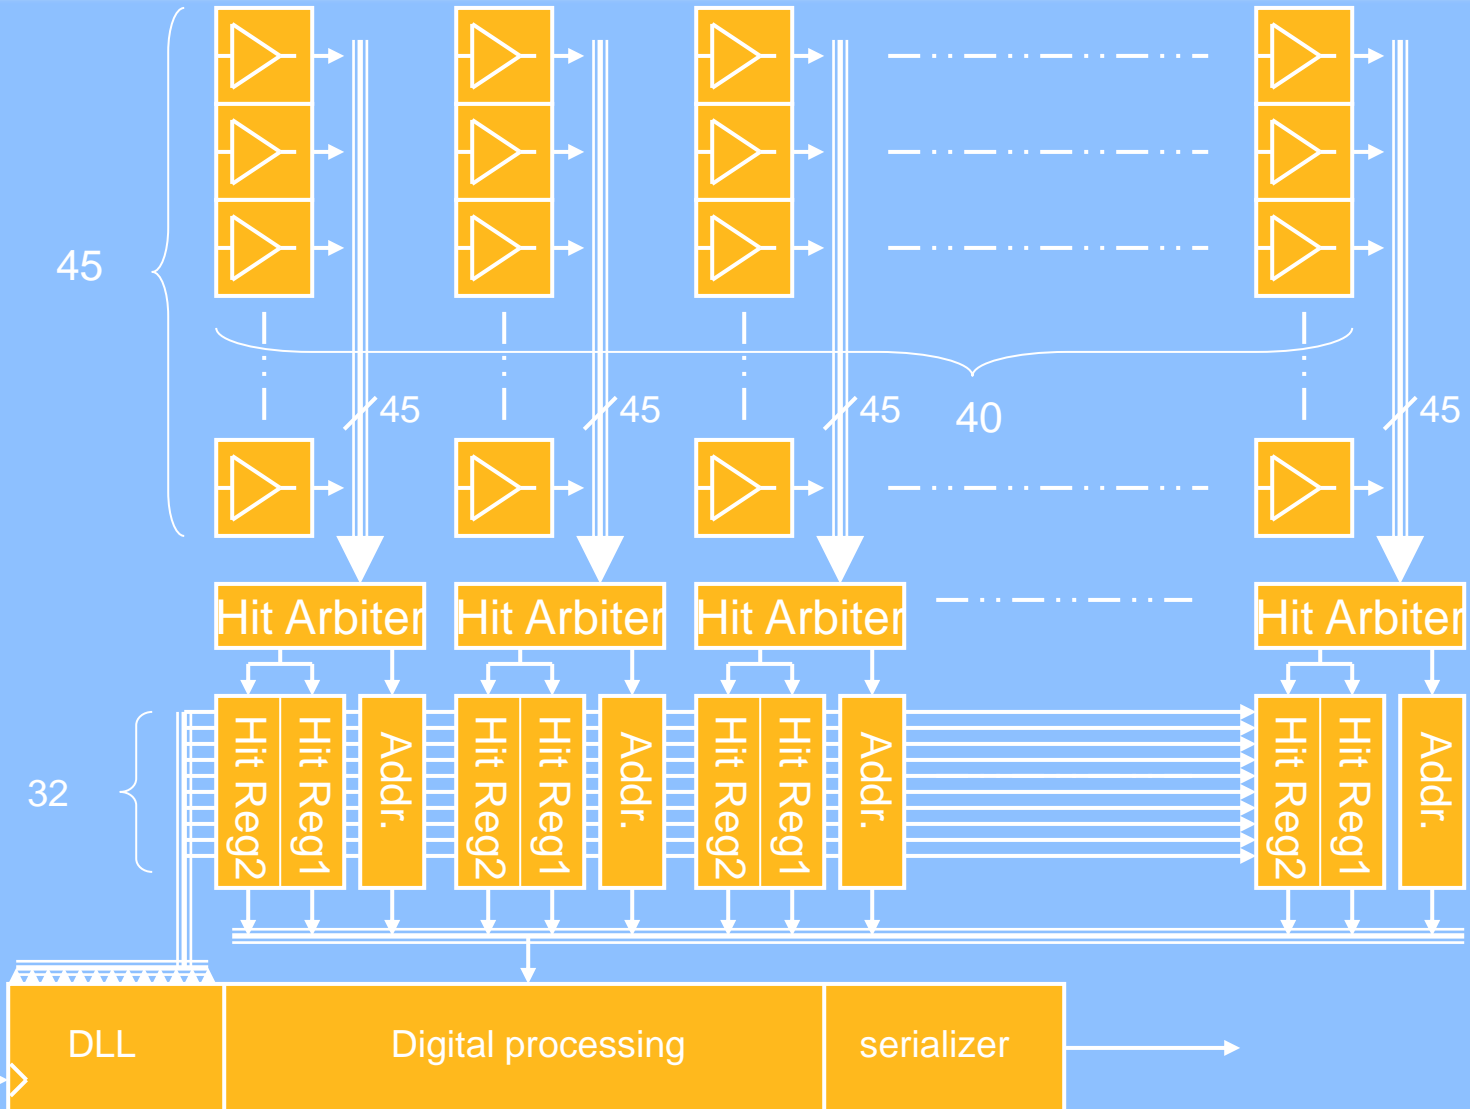 45
45
45
45
40
45
Hit Arbiter
Hit Arbiter
Hit Arbiter
Hit Arbiter
32
Hit Reg2
Hit Reg1
Addr.
Hit Reg2
Hit Reg1
Addr.
Hit Reg2
Hit Reg1
Addr.
Hit Reg2
Hit Reg1
Addr.
DLL
Digital processing
serializer